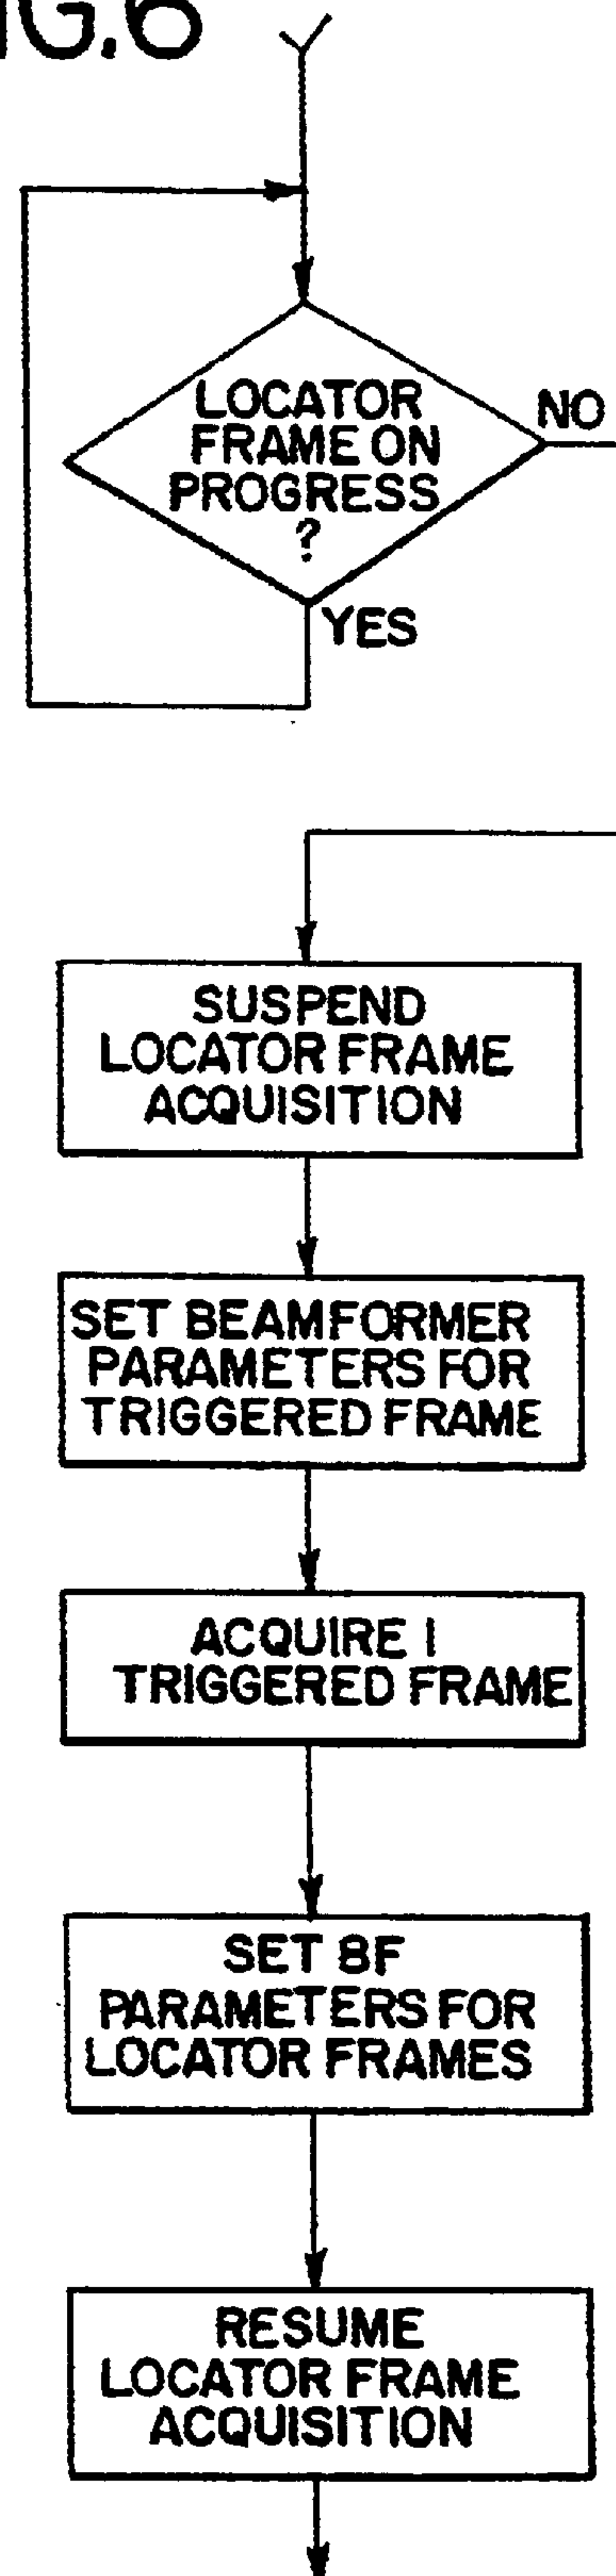 IG.6
LOCATOR
FRAME ON
PROGRESS
?
NO
YES
SUSPEND
LOCATOR FRAME
ACQUISITION
SET BEAMFORMER
PARAMETERS FOR
TRIGGERED FRAME
ACQUIRE 1
TRIGGERED FRAME
SET BF
PARAMETERS FOR
LOCATOR FRAMES
RESUME
LOCATOR FRAME
ACQUISITION